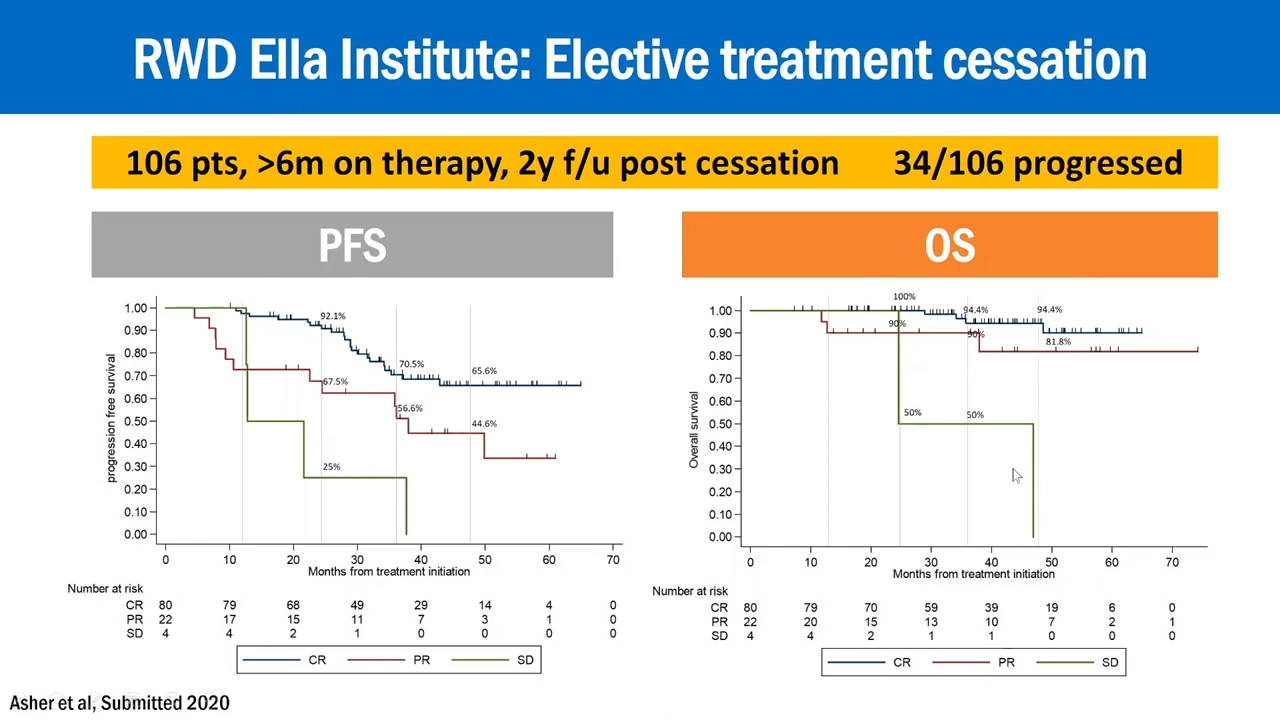 RWD Ella Institute: Elective treatment cessation
106 pts, >6m on therapy, 2y f/u post cessation 34/106 progressed
PFS
progression free survival
1.00
0.90
0.80
0.70
0.60
0.50
0.40
0.30
0.20
0.10
0.00
92.1%
70.5%
65.6%
67.5%
56.6%
44.6%
25%
0 10 20 30 40 50 60 70
Months from treatment initiation
Number at risk
CR 80 79 68 49 29 14 4 0
PR 22 17 15 11 7 3 1 0
SD 4 4 2 1 0 0 0 0
CR PR SD
OS
Overall survival
1.00
0.90
0.80
0.70
0.60
0.50
0.40
0.30
0.20
0.10
0.00
100%
94.4%
94.4%
90%
90%
81.8%
50%
50%
0 10 20 30 40 50 60 70
Months from treatment initiation
Number at risk
CR 80 79 70 59 39 19 6 0
PR 22 20 15 13 10 7 2 1
SD 4 4 2 1 1 0 0 0
CR PR SD
Asher et al, Submitted 2020